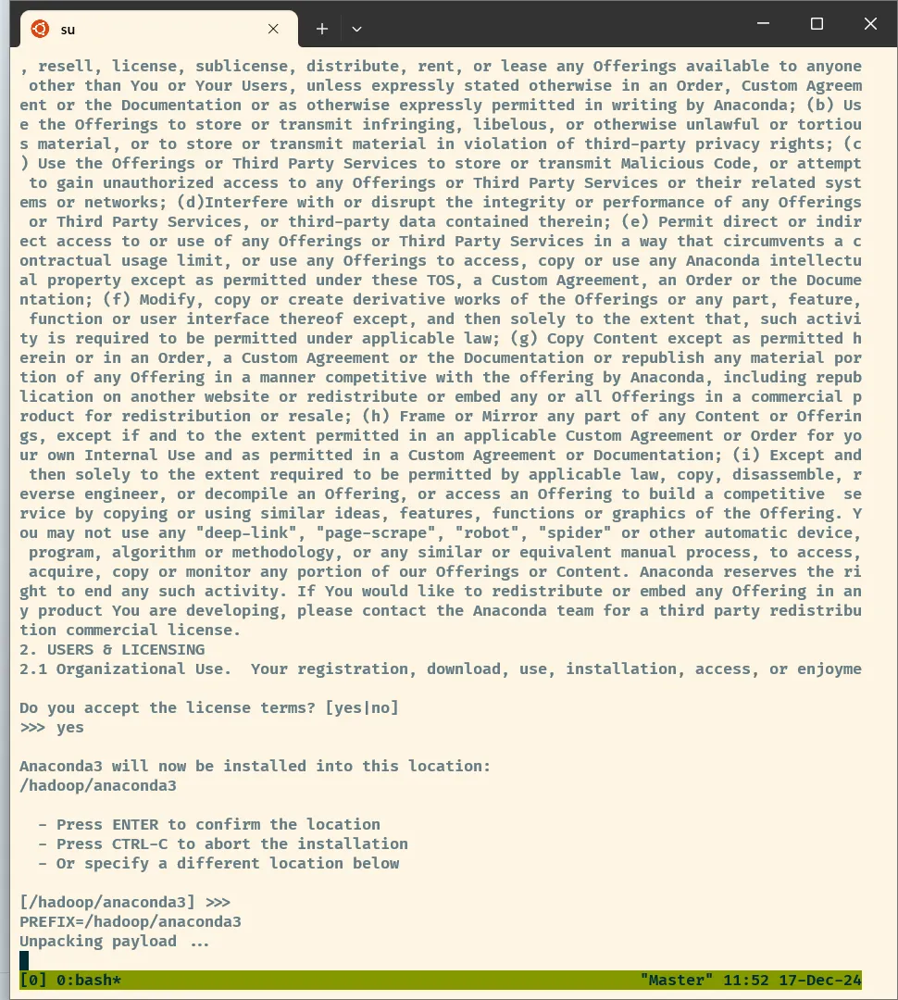 su
, resell, license, sublicense, distribute, rent, or lease any Offerings available to anyone
other than You or Your Users, unless expressly stated otherwise in an Order, Custom Agreem
ent or the Documentation or as otherwise expressly permitted in writing by Anaconda; (b) Us
e the Offerings to store or transmit infringing, libelous, or otherwise unlawful or tortiou
s material, or to store or transmit material in violation of third-party privacy rights; (c
) Use the Offerings or Third Party Services to store or transmit Malicious Code, or attempt
to gain unauthorized access to any Offerings or Third Party Services or their related syst
ems or networks; (d)Interfere with or disrupt the integrity or performance of any Offerings
or Third Party Services, or third-party data contained therein; (e) Permit direct or indir
ect access to or use of any Offerings or Third Party Services in a way that circumvents a c
ontractual usage limit, or use any Offerings to access, copy or use any Anaconda intellectu
al property except as permitted under these TOS, a Custom Agreement, an Order or the Docume
ntation; (f) Modify, copy or create derivative works of the Offerings or any part, feature,
function or user interface thereof except, and then solely to the extent that, such activi
ty is required to be permitted under applicable law; (g) Copy Content except as permitted h
erein or in an Order, a Custom Agreement or the Documentation or republish any material por
tion of any Offering in a manner competitive with the offering by Anaconda, including repub
lication on another website or redistribute or embed any or all Offerings in a commercial p
roduct for redistribution or resale; (h) Frame or Mirror any part of any Content or Offerin
gs, except if and to the extent permitted in an applicable Custom Agreement or Order for yo
ur own Internal Use and as permitted in a Custom Agreement or Documentation; (i) Except and
then solely to the extent required to be permitted by applicable law, copy, disassemble, r
everse engineer, or decompile an Offering, or access an Offering to build a competitive  se
rvice by copying or using similar ideas, features, functions or graphics of the Offering. Y
ou may not use any "deep-link", "page-scrape", "robot", "spider" or other automatic device,
program, algorithm or methodology, or any similar or equivalent manual process, to access,
acquire, copy or monitor any portion of our Offerings or Content. Anaconda reserves the ri
ght to end any such activity. If You would like to redistribute or embed any Offering in an
y product You are developing, please contact the Anaconda team for a third party redistribu
tion commercial license.
2. USERS & LICENSING
2.1 Organizational Use.  Your registration, download, use, installation, access, or enjoyme
Do you accept the license terms? [yes|no]
>>> yes
Anaconda3 will now be installed into this location:
/hadoop/anaconda3
- Press ENTER to confirm the location
- Press CTRL-C to abort the installation
- Or specify a different location below
[/hadoop/anaconda3] >>>
PREFIX=/hadoop/anaconda3
Unpacking payload ...
[0] 0:bash* "Master" 11:52 17-Dec-24